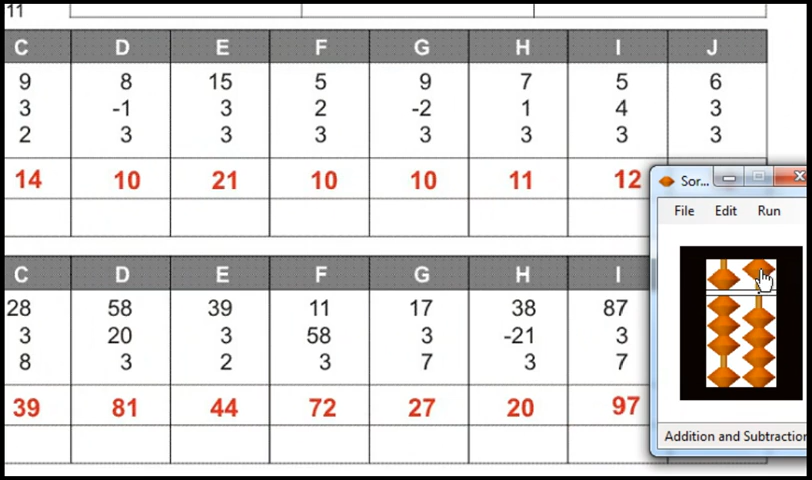 11
C D E F G H I J
9 8 15 5 9 7 5 6
3 -1 3 2 -2 1 4 3
2 3 3 3 3 3 3 3
14 10 21 10 10 11 12
Sor...
File Edit Run
C D E F G H I
28 58 39 11 17 38 87
3 20 3 58 3 -21 3
8 3 2 3 7 3 7
39 81 44 72 27 20 97
Addition and Subtraction